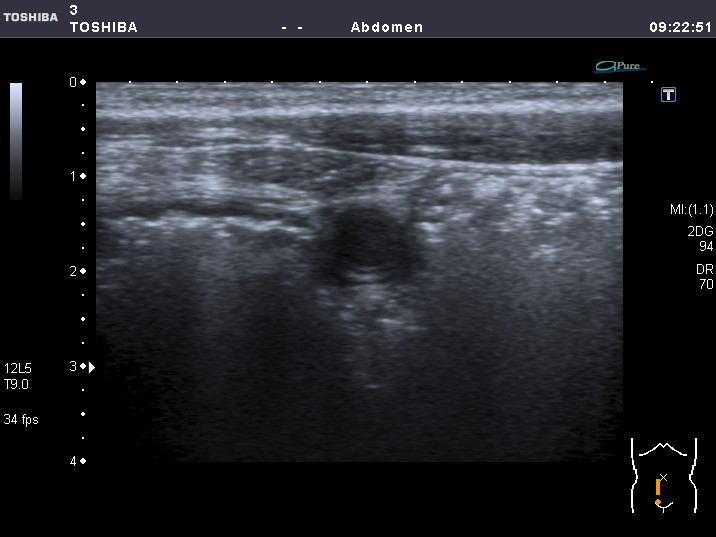 TOSHIBA
3
TOSHIBA - - Abdomen 09:22:51
Pure
T
0
1
2
3
4
MI:(1.1)
2DG
94
DR
70
12L5
T9.0
34 fps